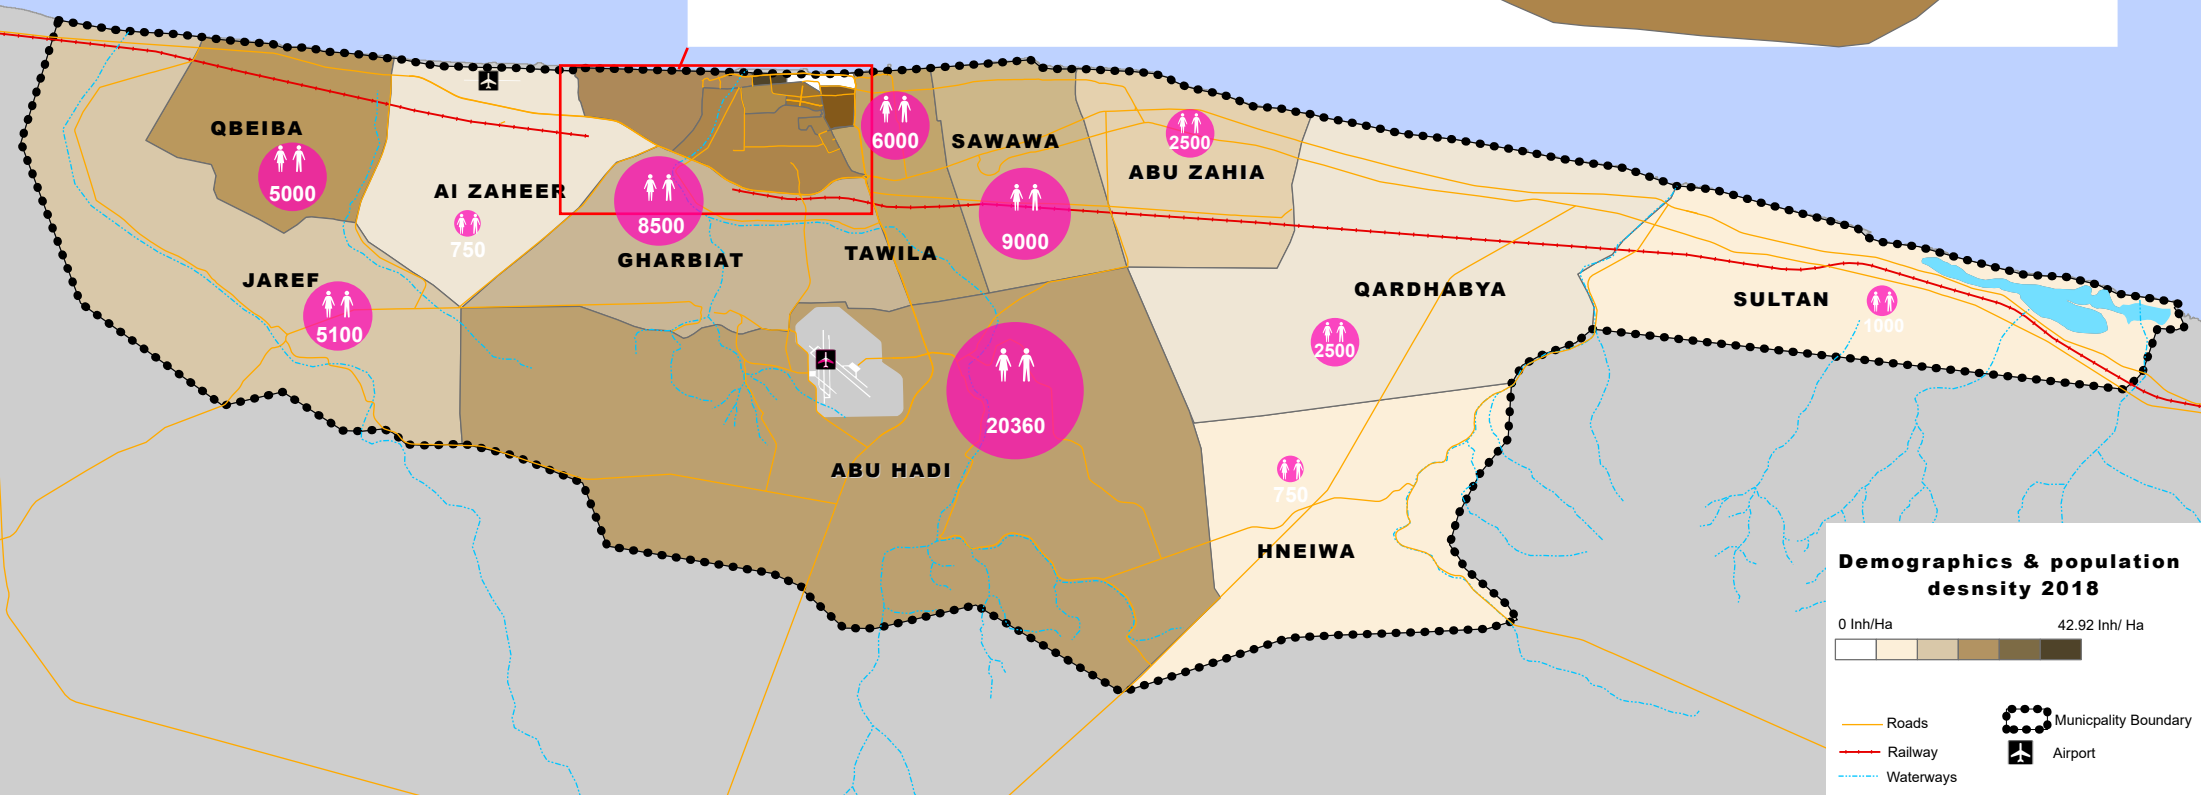 QBEIBA
5000
AI ZAHEER
750
JAREF
5100
8500
GHARBIAT
6000
TAWILA
SAWAWA
9000
2500
ABU ZAHIA
QARDHABYA
2500
SULTAN
1000
20360
ABU HADI
750
HNEIWA
Demographics & population
desnsity 2018
0 Inh/Ha
42.92 Inh/ Ha
Roads
Railway
Waterways
Municpality Boundary
Airport